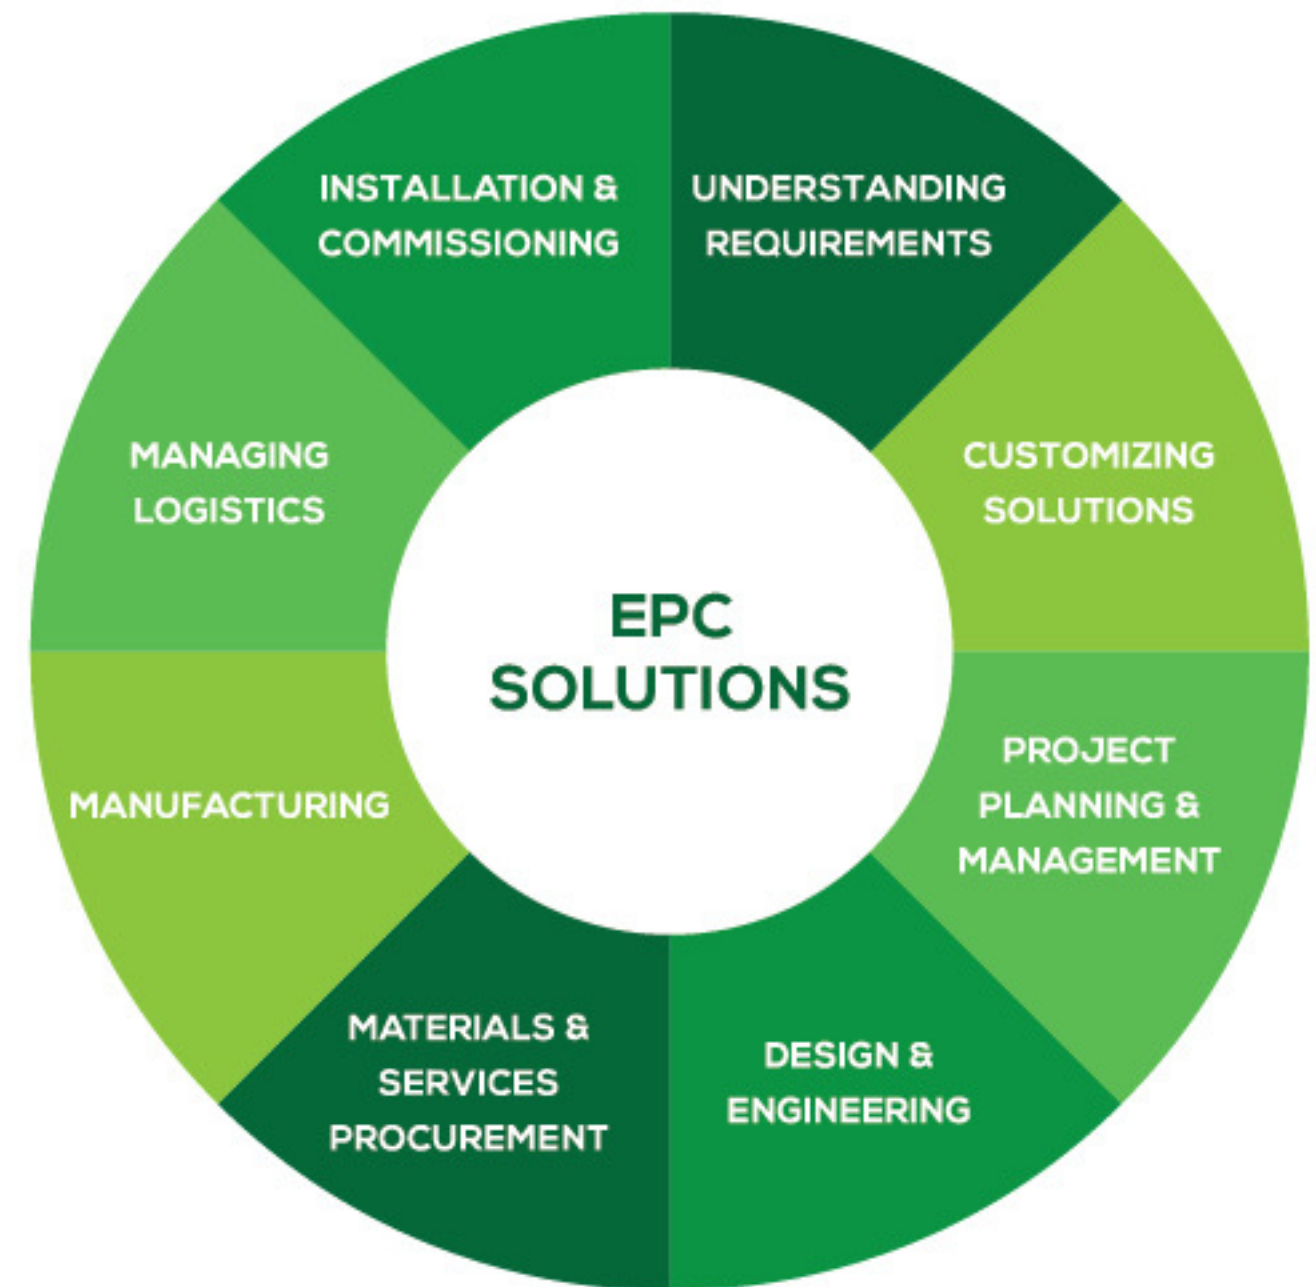 INSTALLATION &
COMMISSIONING
UNDERSTANDING
REQUIREMENTS
CUSTOMIZING
SOLUTIONS
PROJECT
PLANNING &
MANAGEMENT
DESIGN &
ENGINEERING
MATERIALS &
SERVICES
PROCUREMENT
MANUFACTURING
MANAGING
LOGISTICS
EPC
SOLUTIONS